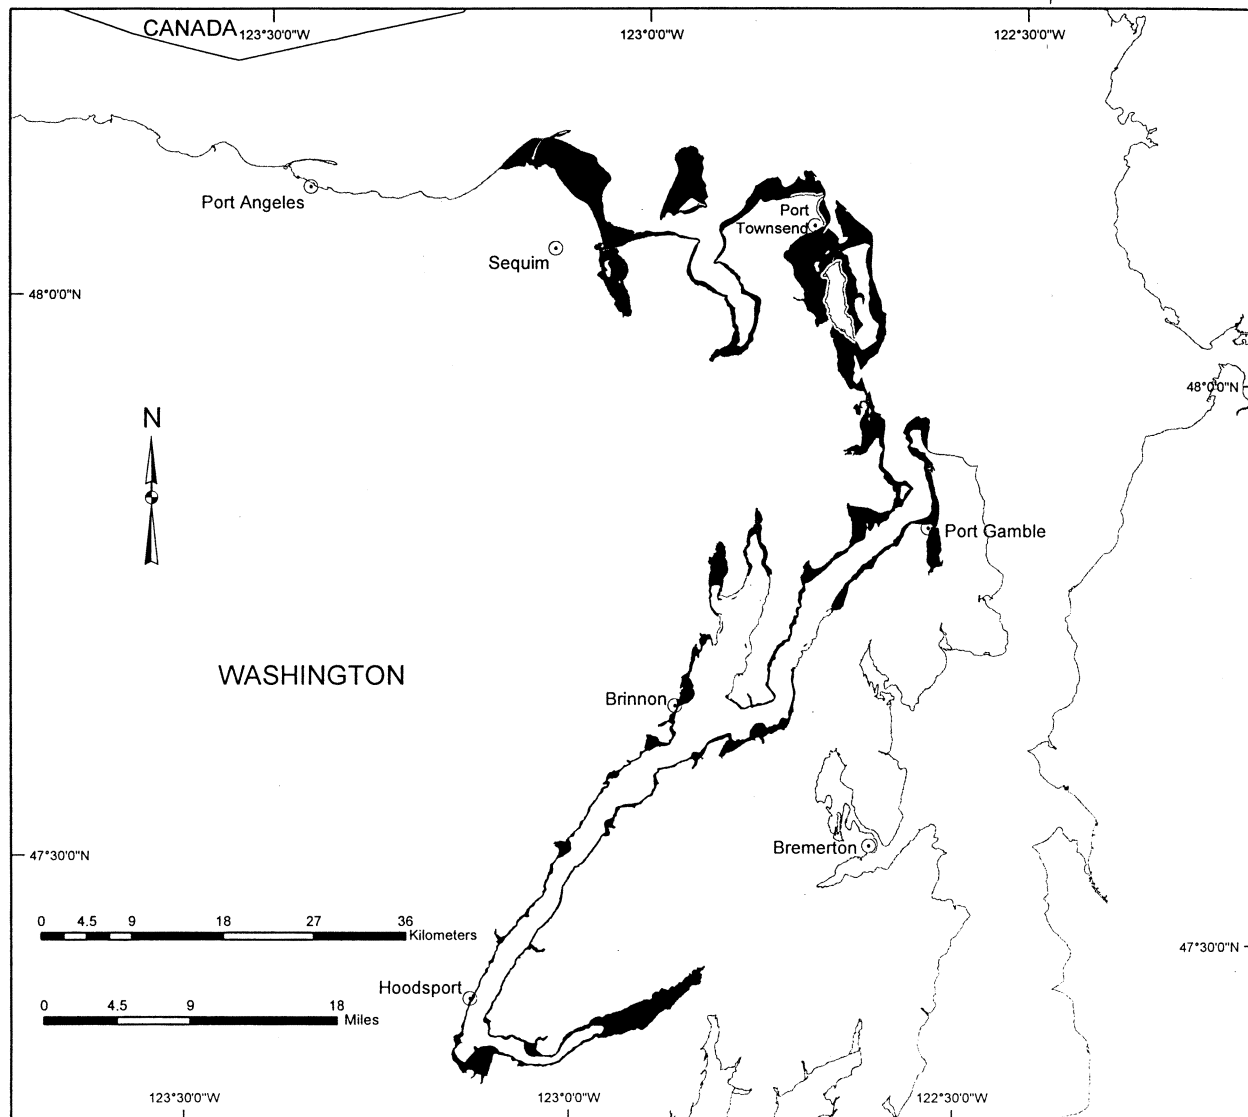 CANADA
123°30'0"W
123°0'0"W
122°30'0"W
Port Angeles
Port
Townsend
Sequim
48°0'0"N
48°0'0"N
N
Port Gamble
WASHINGTON
Brinnon
Bremerton
47°30'0"N
0 4.5 9 18 27 36
Kilometers
47°30'0"N
Hoodsport
0 4.5 9 18
Miles
123°30'0"W
123°0'0"W
122°30'0"W